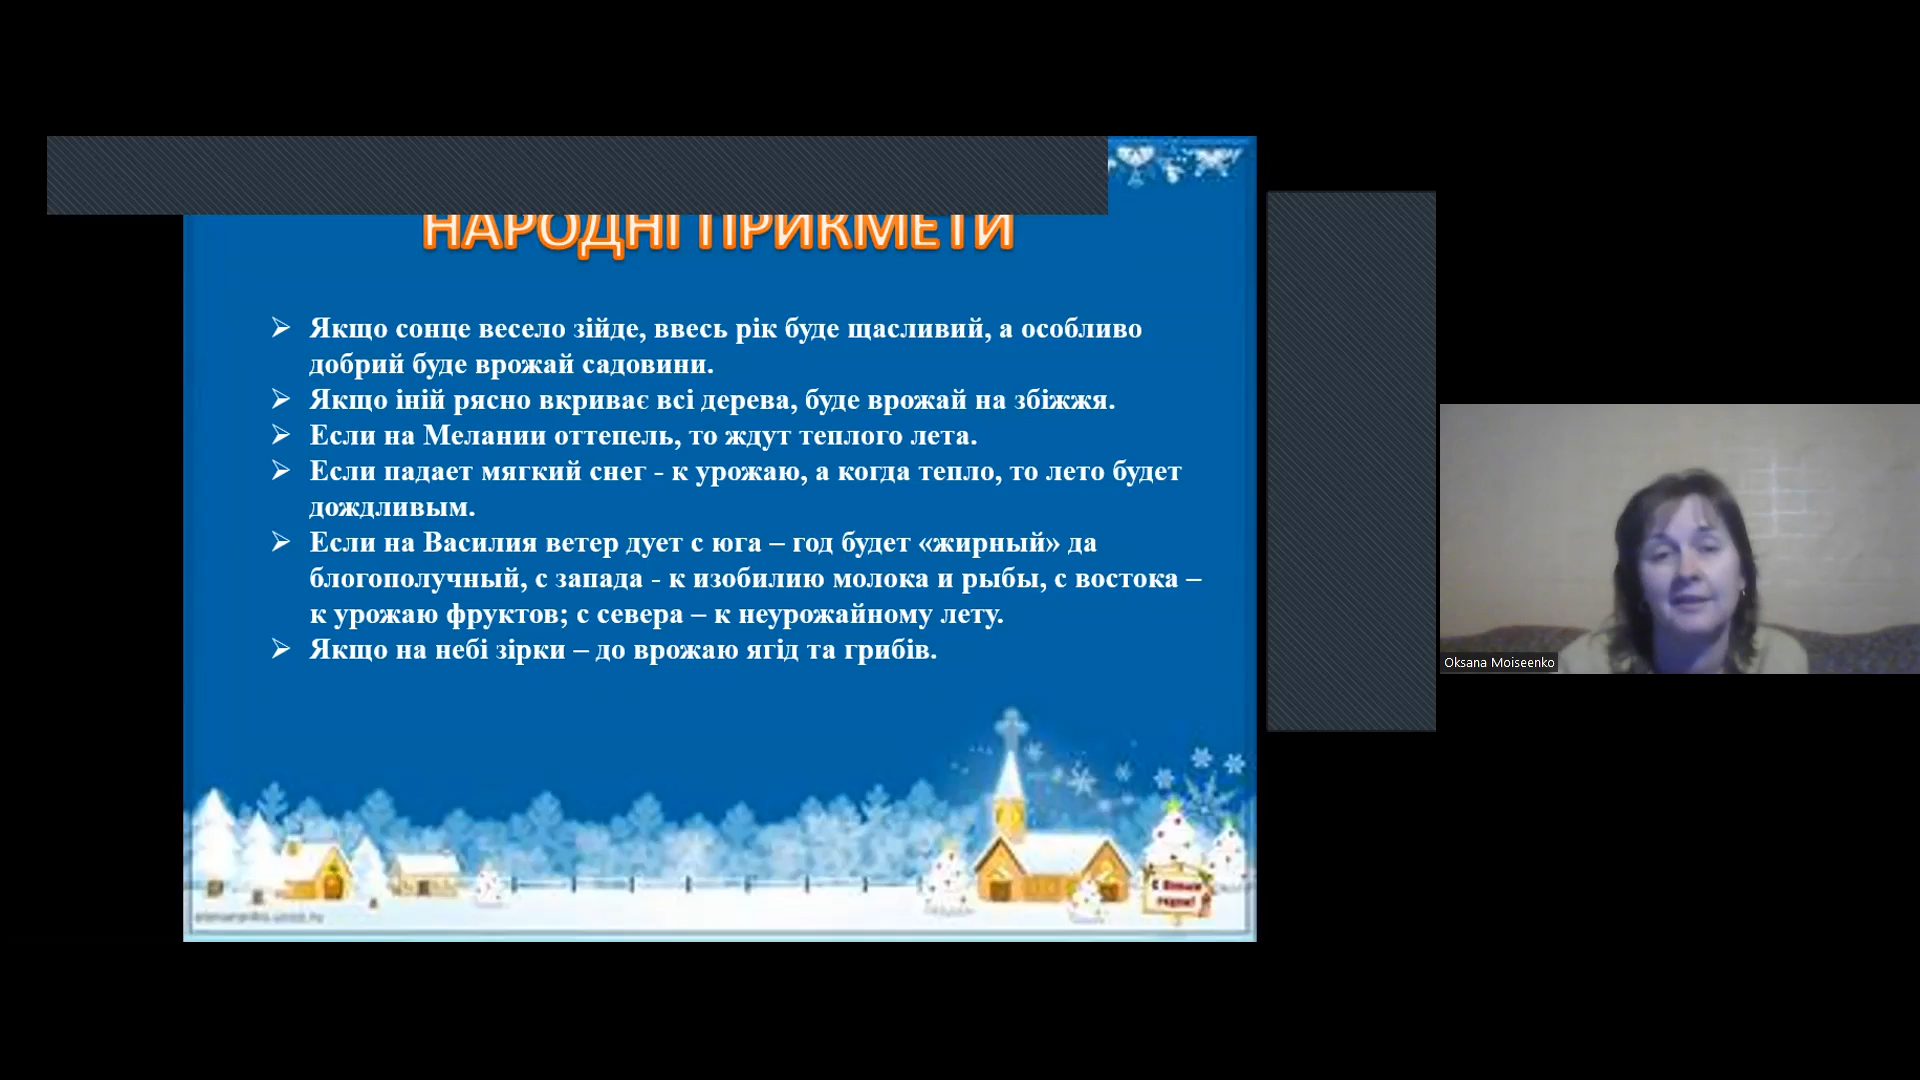 НАРОДНІ ПРИКМЕТИ
Якщо сонце весело зійде, ввесь рік буде щасливий, а особливо
добрий буде врожай садовини.
Якщо іній рясно вкриває всі дерева, буде врожай на збіжжя.
Если на Мелании оттепель, то ждут теплого лета.
Если падает мягкий снег - к урожаю, а когда тепло, то лето будет
дождливым.
Если на Василия ветер дует с юга – год будет «жирный» да
блогополучный, с запада - к изобилию молока и рыбы, с востока –
к урожаю фруктов; с севера – к неурожайному лету.
Якщо на небі зірки – до врожаю ягід та грибів.
Oksana Moiseenko